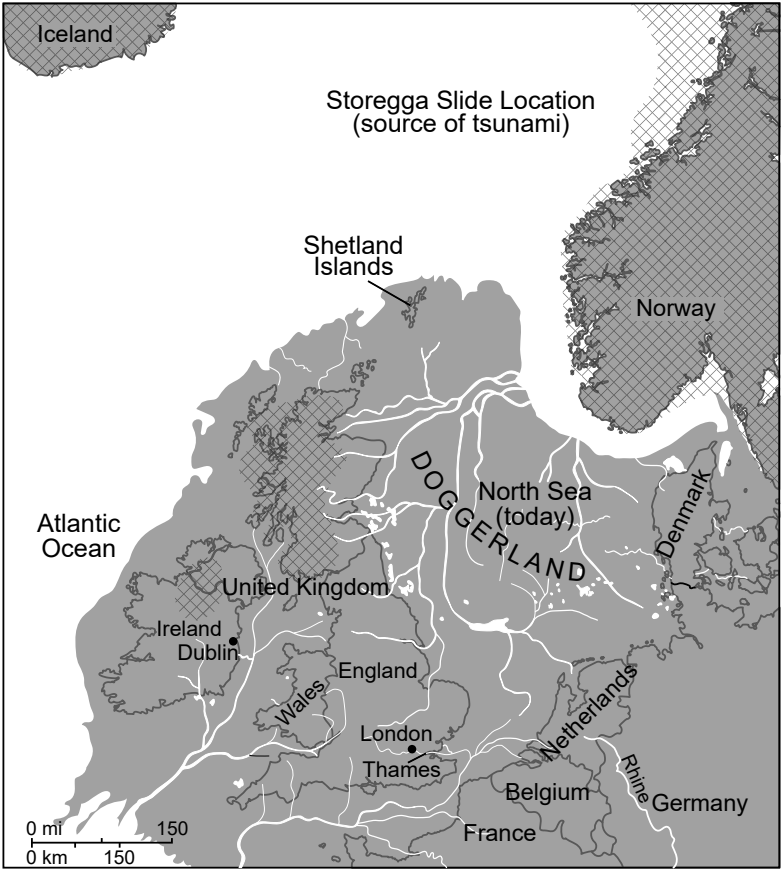 Iceland
Storegga Slide Location
(source of tsunami)
Shetland
Islands
Norway
DOGGERLAND
North Sea
(today)
Denmark
Atlantic
Ocean
United Kingdom
Ireland
Dublin
England
Wales
Netherlands
London
Thames
Rhine
Belgium
Germany
France
0 mi 150
0 km 150